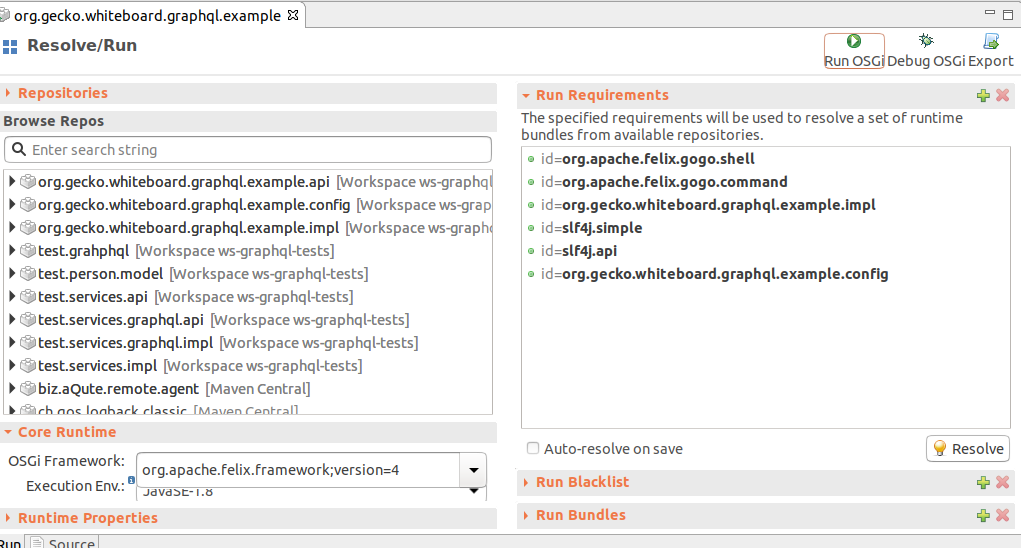 org.gecko.whiteboard.graphql.example
Resolve/Run
Run OSGi Debug OSGi Export
Repositories
Browse Repos
Enter search string
org.gecko.whiteboard.graphql.example.api [Workspace ws-graphql
org.gecko.whiteboard.graphql.example.config [Workspace ws-grap
org.gecko.whiteboard.graphql.example.impl [Workspace ws-graphq
test.grahphql [Workspace ws-graphql-tests]
test.person.model [Workspace ws-graphql-tests]
test.services.api [Workspace ws-graphql-tests]
test.services.graphql.api [Workspace ws-graphql-tests]
test.services.graphql.impl [Workspace ws-graphql-tests]
test.services.impl [Workspace ws-graphql-tests]
biz.aQute.remote.agent [Maven Central]
ch.qos.logback.classic [Maven Central]
Core Runtime
OSGi Framework: org.apache.felix.framework;version=4
Execution Env.: JavaSE-1.8
Runtime Properties
Run Requirements
The specified requirements will be used to resolve a set of runtime
bundles from available repositories.
id=org.apache.felix.gogo.shell
id=org.apache.felix.gogo.command
id=org.gecko.whiteboard.graphql.example.impl
id=slf4j.simple
id=slf4j.api
id=org.gecko.whiteboard.graphql.example.config
Auto-resolve on save
Resolve
Run Blacklist
Run Bundles
Run Source